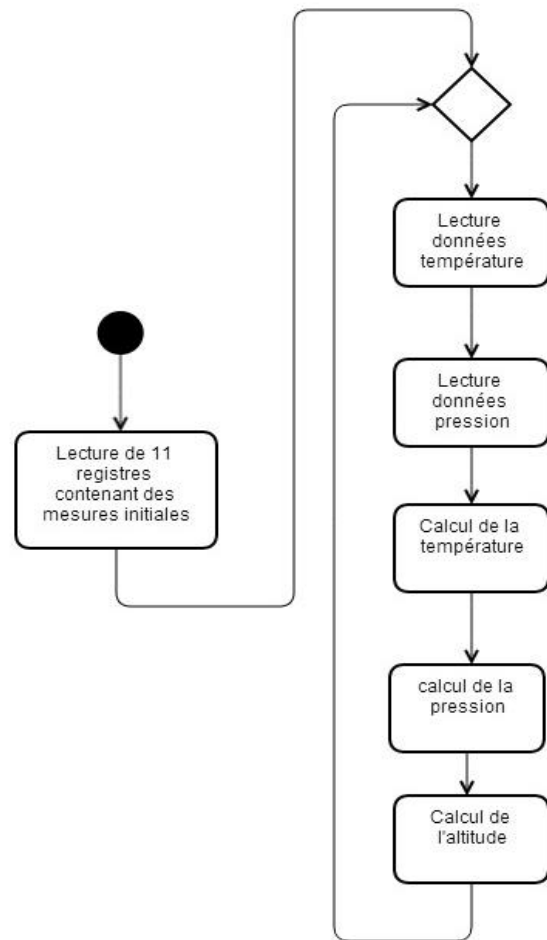 Lecture de 11
registres
contenant des
mesures initiales
Lecture
données
température
Lecture
données
pression
Calcul de la
température
calcul de la
pression
Calcul de
l'altitude